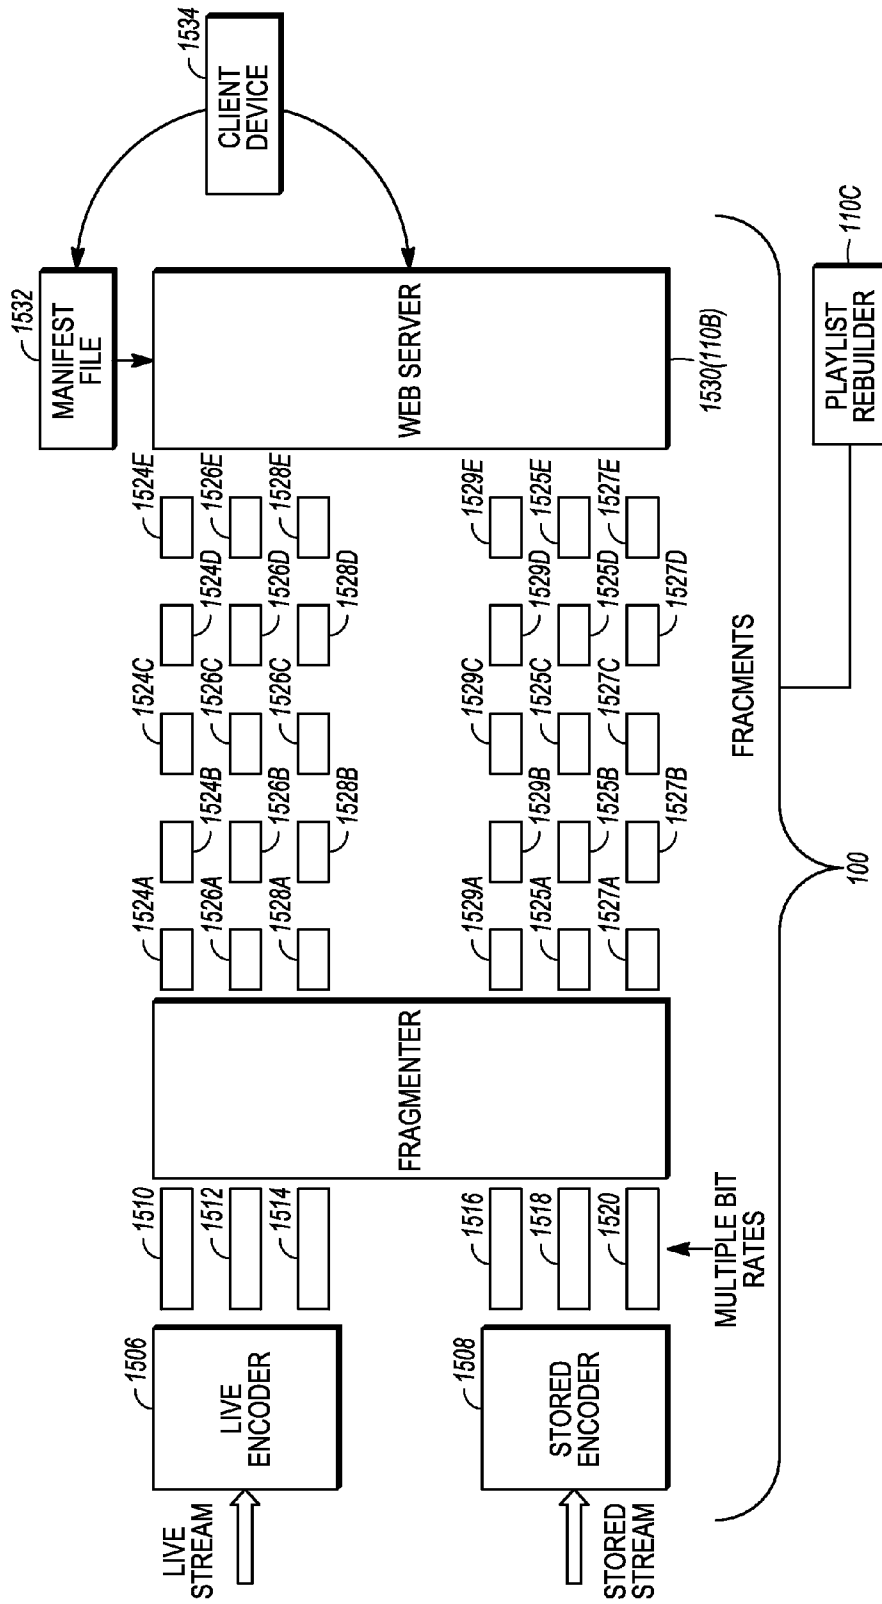 LIVE
STREAM
1506
LIVE
ENCODER
1510
1512
1514
STORED
STREAM
1508
STORED
ENCODER
1516
1518
1520
MULTIPLE BIT
RATES
FRAGMENTER
1524A
1526A
1528A
1524B
1526B
1528B
1524C
1526C
1526C
1524D
1526D
1528D
1524E
1526E
1528E
1529A
1525A
1527A
1529B
1525B
1527B
1529C
1525C
1527C
1529D
1525D
1527D
1529E
1525E
1527E
FRACMENTS
MANIFEST
FILE
1532
WEB SERVER
1530(110B)
CLIENT
DEVICE
1534
100
PLAYLIST
REBUILDER
110C